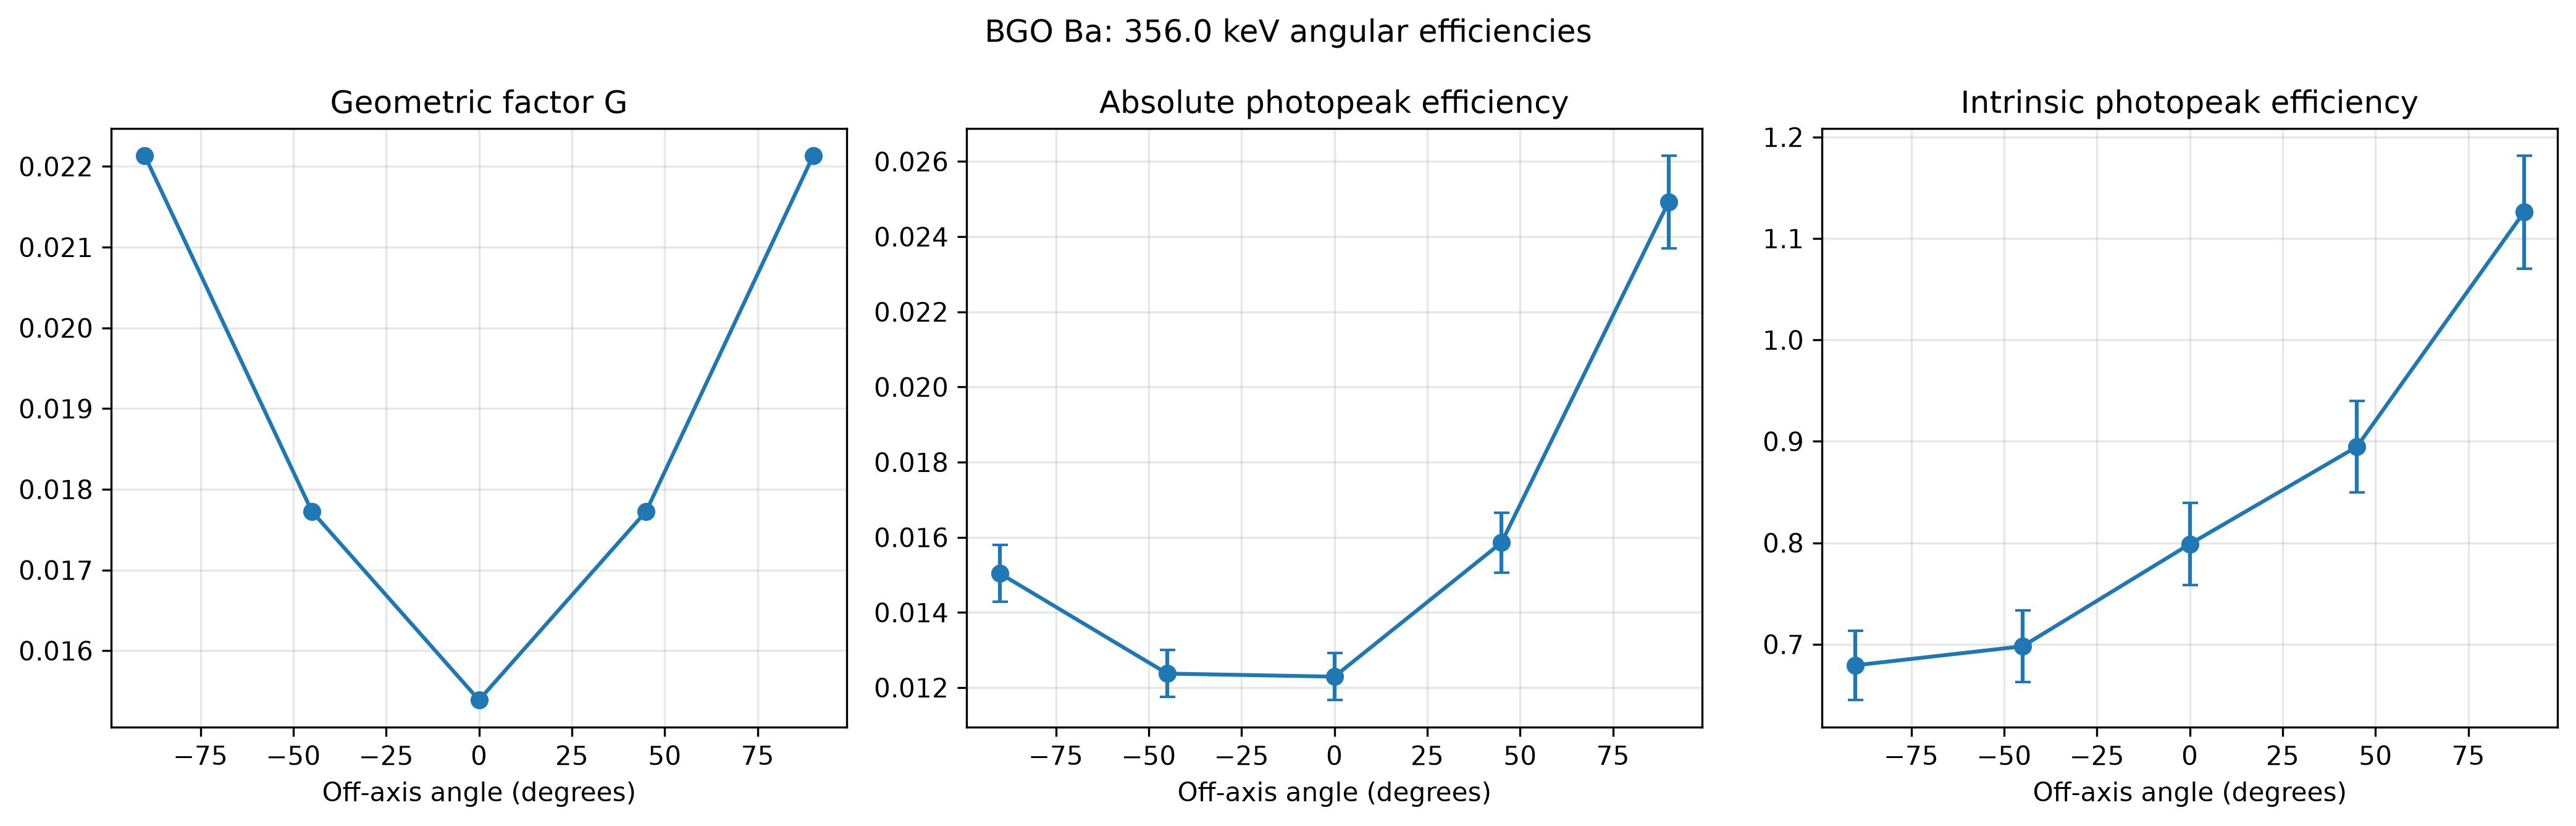 BGO Ba: 356.0 keV angular efficiencies
Geometric factor G
0.022
0.021
0.020
0.019
0.018
0.017
0.016
−75 −50 −25 0 25 50 75
Off-axis angle (degrees)
Absolute photopeak efficiency
0.026
0.024
0.022
0.020
0.018
0.016
0.014
0.012
−75 −50 −25 0 25 50 75
Off-axis angle (degrees)
Intrinsic photopeak efficiency
1.2
1.1
1.0
0.9
0.8
0.7
−75 −50 −25 0 25 50 75
Off-axis angle (degrees)